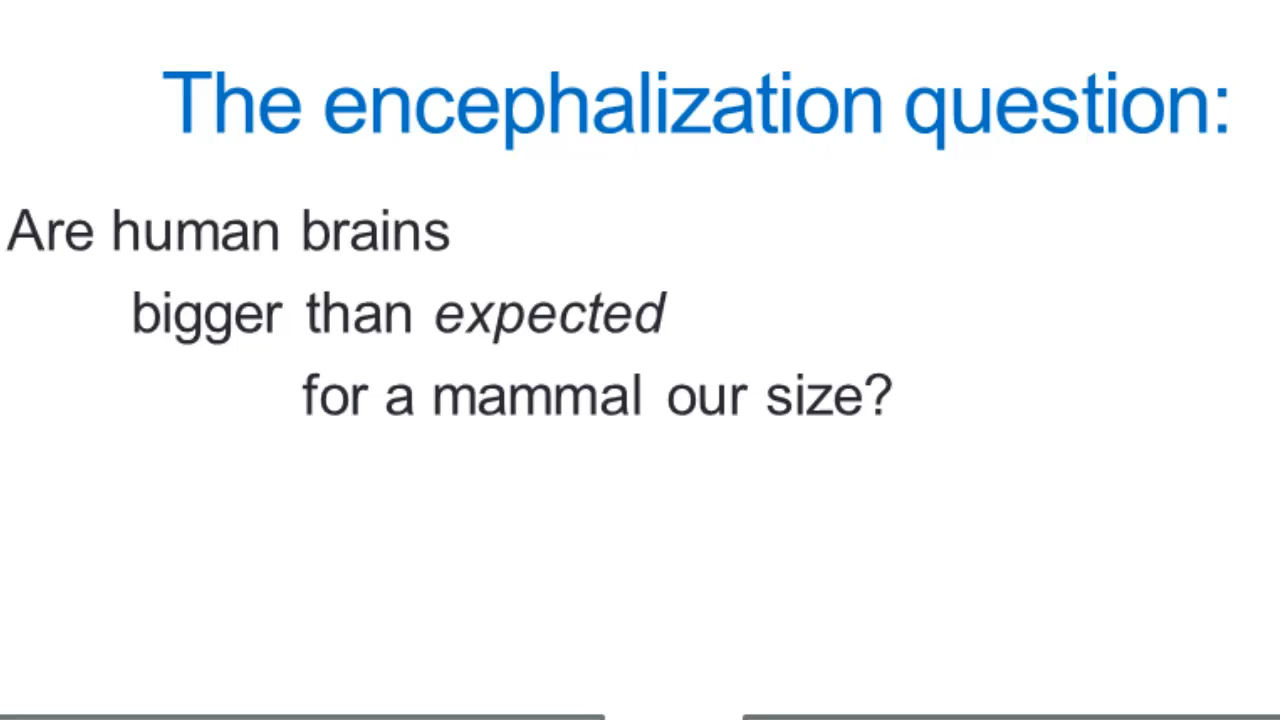 The encephalization question:
Are human brains
bigger than expected
for a mammal our size?